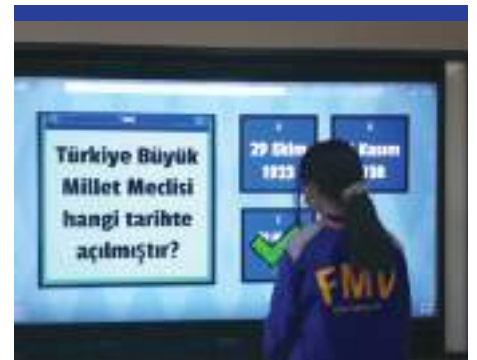 Türkiye Büyük
Millet Meclisi
hangi tarihte
açılmıştır?
29 Ekim
1923
Kasım
FMV